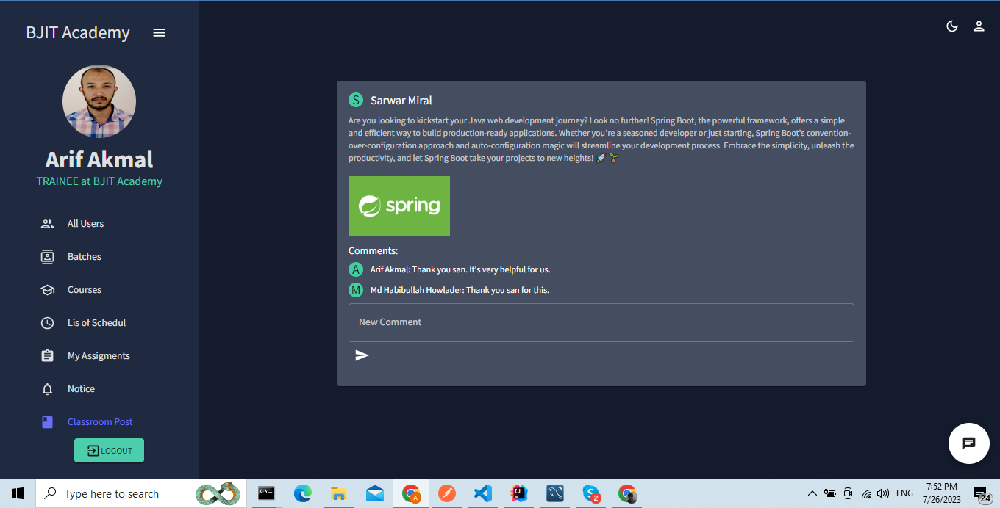 BJIT Academy
Arif Akmal
TRAINEE at BJIT Academy
All Users
Batches
Courses
Lis of Schedul
My Assigments
Notice
Classroom Post
LOGOUT
S
Sarwar Miral
Are you looking to kickstart your Java web development journey? Look no further! Spring Boot, the powerful framework, offers a simple
and efficient way to build production-ready applications. Whether you're a seasoned developer or just starting, Spring Boot's convention-
over-configuration approach and auto-configuration magic will streamline your development process. Embrace the simplicity, unleash the
productivity, and let Spring Boot take your projects to new heights! 🚀 🌱
spring
Comments:
A
Arif Akmal: Thank you san. It's very helpful for us.
M
Md Habibullah Howlader: Thank you san for this.
New Comment
Type here to search
A
2
ENG
7:52 PM
7/26/2023
24